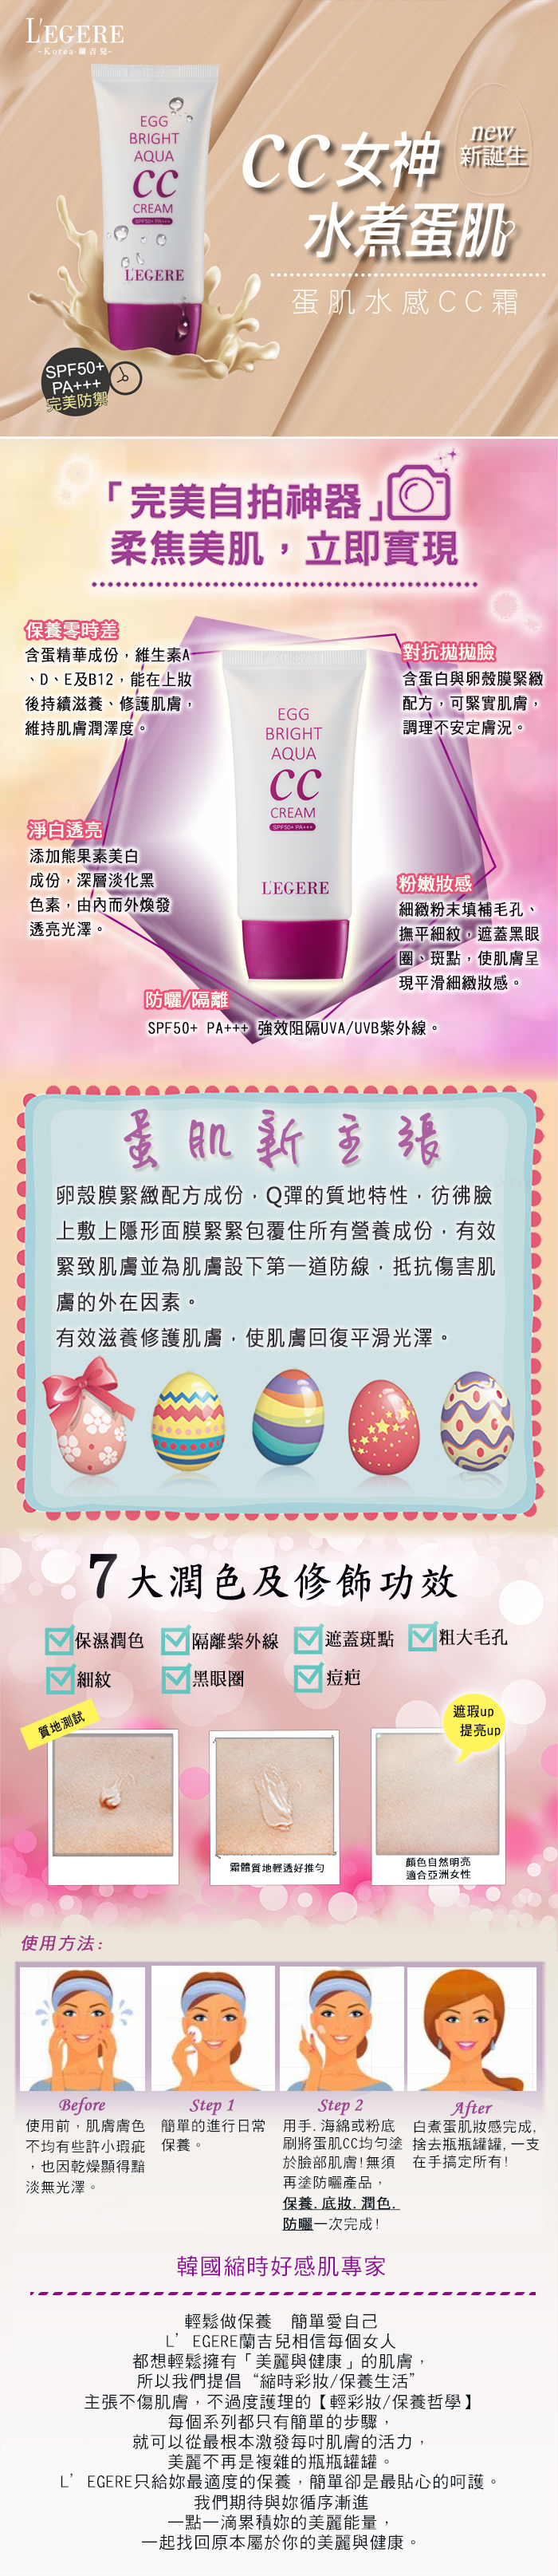 L'EGERE
-Korea·蘭吉兒-
EGG
BRIGHT
AQUA
CC
CREAM
SPF50+ PA+++
L'EGERE
CC女神
new
新誕生
水煮蛋肌
蛋肌水感CC霜
SPF50+
PA+++
完美防禦
「完美自拍神器」
柔焦美肌，立即實現
保養零時差
含蛋精華成份，維生素A
、D、E及B12，能在上妝
後持續滋養、修護肌膚，
維持肌膚潤澤度。
對抗拋拋臉
含蛋白與卵殼膜緊緻
配方，可緊實肌膚，
調理不安定膚況。
EGG
BRIGHT
AQUA
CC
CREAM
SPF50+ PA+++
L'EGERE
淨白透亮
添加熊果素美白
成份，深層淡化黑
色素，由內而外煥發
透亮光澤。
粉嫩妝感
細緻粉末填補毛孔、
撫平細紋，遮蓋黑眼
圈、斑點，使肌膚呈
現平滑細緻妝感。
防曬/隔離
SPF50+ PA+++ 強效阻隔UVA/UVB紫外線。
蛋肌新主張
卵殼膜緊緻配方成份，Q彈的質地特性，彷彿臉
上敷上隱形面膜緊緊包覆住所有營養成份，有效
緊致肌膚並為肌膚設下第一道防線，抵抗傷害肌
膚的外在因素。
有效滋養修護肌膚，使肌膚回復平滑光澤。
7大潤色及修飾功效
保濕潤色
隔離紫外線
遮蓋斑點
粗大毛孔
細紋
黑眼圈
痘疤
質地測試
遮瑕up
提亮up
霜體質地輕透好推勻
顏色自然明亮
適合亞洲女性
使用方法:
Before
使用前，肌膚膚色
不均有些許小瑕疵
，也因乾燥顯得黯
淡無光澤。
Step 1
簡單的進行日常
保養。
Step 2
用手.海綿或粉底
刷將蛋肌CC均勻塗
於臉部肌膚!無須
再塗防曬產品，
保養.底妝.潤色.
防曬一次完成!
After
白煮蛋肌妝感完成,
捨去瓶瓶罐罐,一支
在手搞定所有!
韓國縮時好感肌專家
輕鬆做保養 簡單愛自己
L'EGERE蘭吉兒相信每個女人
都想輕鬆擁有「美麗與健康」的肌膚，
所以我們提倡“縮時彩妝/保養生活”
主張不傷肌膚，不過度護理的【輕彩妝/保養哲學】
每個系列都只有簡單的步驟，
就可以從最根本激發每吋肌膚的活力，
美麗不再是複雜的瓶瓶罐罐。
L'EGERE只給妳最適度的保養，簡單卻是最貼心的呵護。
我們期待與妳循序漸進
一點一滴累積妳的美麗能量，
一起找回原本屬於你的美麗與健康。